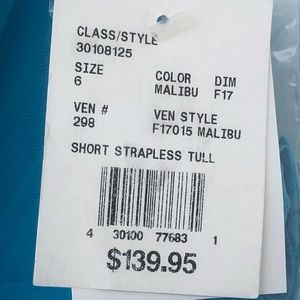 CLASS/STYLE
30108125
SIZE COLOR DIM
6 MALIBU F17
VEN # VEN STYLE
298 F17015 MALIBU
SHORT STRAPLESS TULL
4 30100 77683 1
$139.95